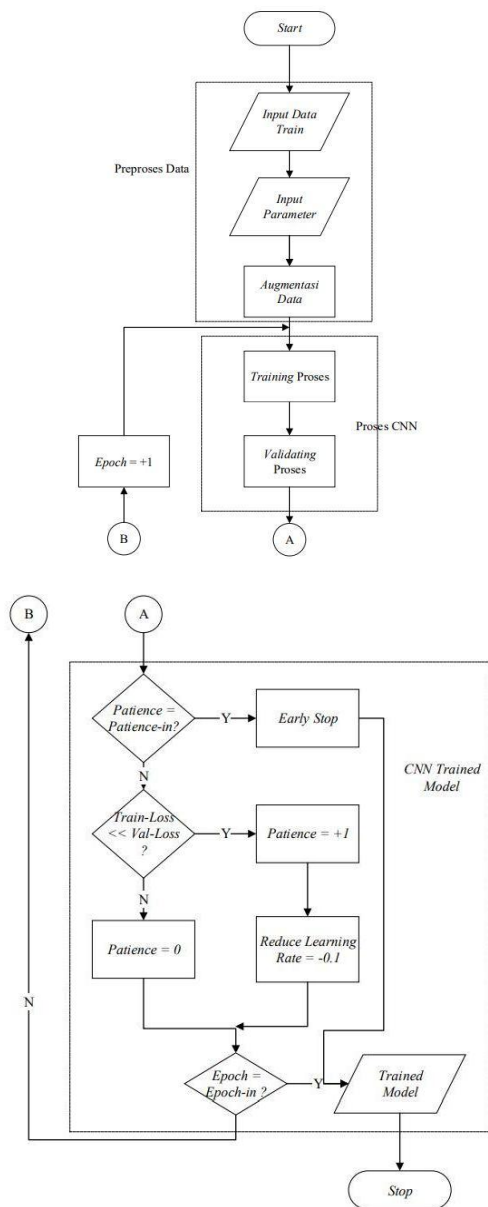 Start
Input Data
Train
Preproses Data
Input
Parameter
Augmentasi
Data
Training Proses
Proses CNN
Epoch = +1
Validating
Proses
B
A
B
A
Patience =
Patience-in?
Y
Early Stop
CNN Trained
Model
N
Train-Loss
<< Val-Loss
?
Y
Patience = +1
N
Patience = 0
Reduce Learning
Rate = -0.1
N
Epoch =
Epoch-in ?
Y
Trained
Model
Stop